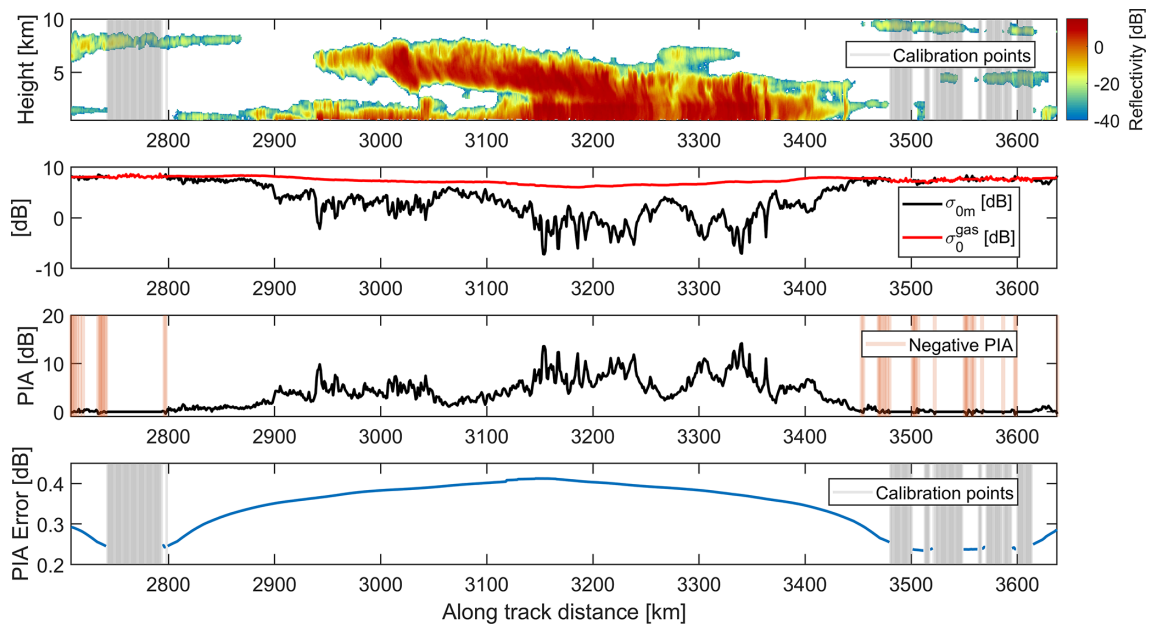 10
5
Height [km]
Calibration points
0
-20
-40
Reflectivity [dB]
2800 2900 3000 3100 3200 3300 3400 3500 3600
10
0
-10
[dB]
σ0m [dB]
σ0gas [dB]
2800 2900 3000 3100 3200 3300 3400 3500 3600
20
10
0
PIA [dB]
Negative PIA
2800 2900 3000 3100 3200 3300 3400 3500 3600
0.4
0.3
0.2
PIA Error [dB]
Calibration points
2800 2900 3000 3100 3200 3300 3400 3500 3600
Along track distance [km]